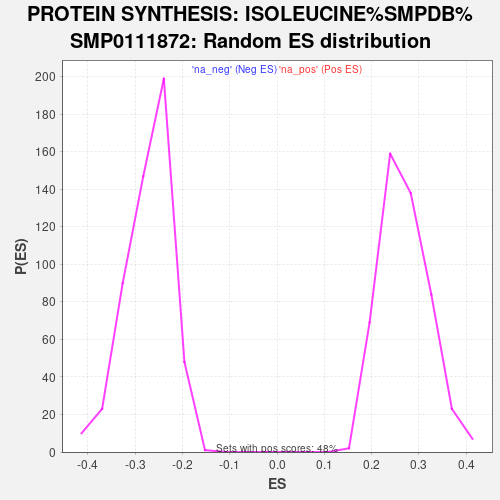 PROTEIN SYNTHESIS: ISOLEUCINE%SMPDB%
SMP0111872: Random ES distribution
'na_neg' (Neg ES) 'na_pos' (Pos ES)
200
180
160
140
120
100
80
60
40
20
0
P(ES)
Sets with pos scores: 48%
-0.4 -0.3 -0.2 -0.1 0.0 0.1 0.2 0.3 0.4
ES